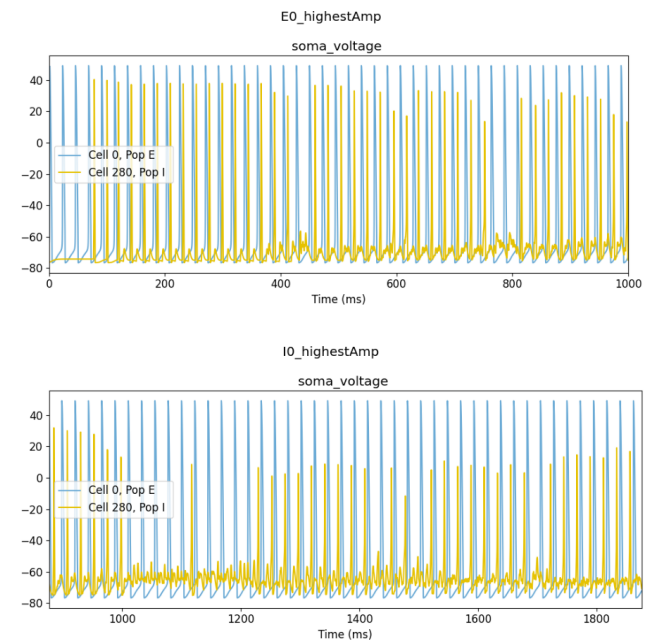 E0_highestAmp
soma_voltage
40
20
0
−20
−40
−60
−80
Cell 0, Pop E
Cell 280, Pop I
0 200 400 600 800 1000
Time (ms)
I0_highestAmp
soma_voltage
40
20
0
−20
−40
−60
−80
Cell 0, Pop E
Cell 280, Pop I
1000 1200 1400 1600 1800
Time (ms)